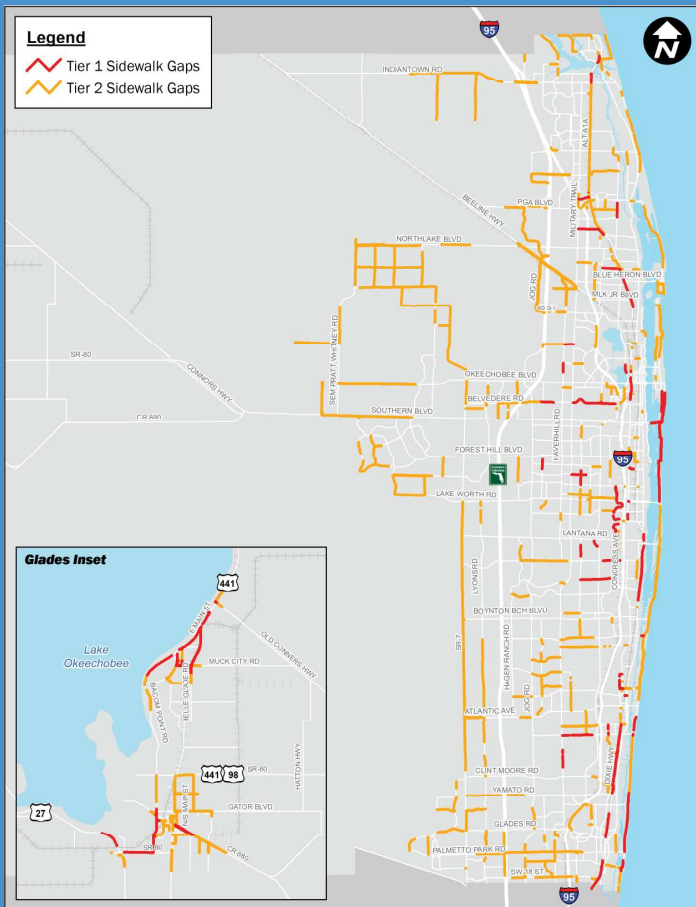 Legend
Tier 1 Sidewalk Gaps
Tier 2 Sidewalk Gaps
95
N
INDIANTOWN RD
ALT A1A
BEELINE HWY
PGA BLVD
MILITARY TRAIL
NORTHLAKE BLVD
BLUE HERON BLVD
JOG RD
MLK JR BLVD
45 ST
SEM PRATT WHITNEY RD
SR-80
CONNORS HWY
OKEECHOBEE BLVD
BELVEDERE RD
SOUTHERN BLVD
CR 880
HAVERHILL RD
FOREST HILL BLVD
95
LAKE WORTH RD
LANTANA RD
CONGRESS AVE
LYONS RD
BOYNTON BCH BLVD
SR-7
HAGEN RANCH RD
JOG RD
ATLANTIC AVE
DIXIE HWY
CLINT MOORE RD
YAMATO RD
GLADES RD
PALMETTO PARK RD
SW 18 ST
95
Glades Inset
441
E MAIN ST
OLD CONNERS HWY
Lake
Okeechobee
MUCK CITY RD
BACOM POINT RD
HATTON HWY
441 98
SR-80
27
N/S MAIN ST
GATOR BLVD
SR-80
CR 880